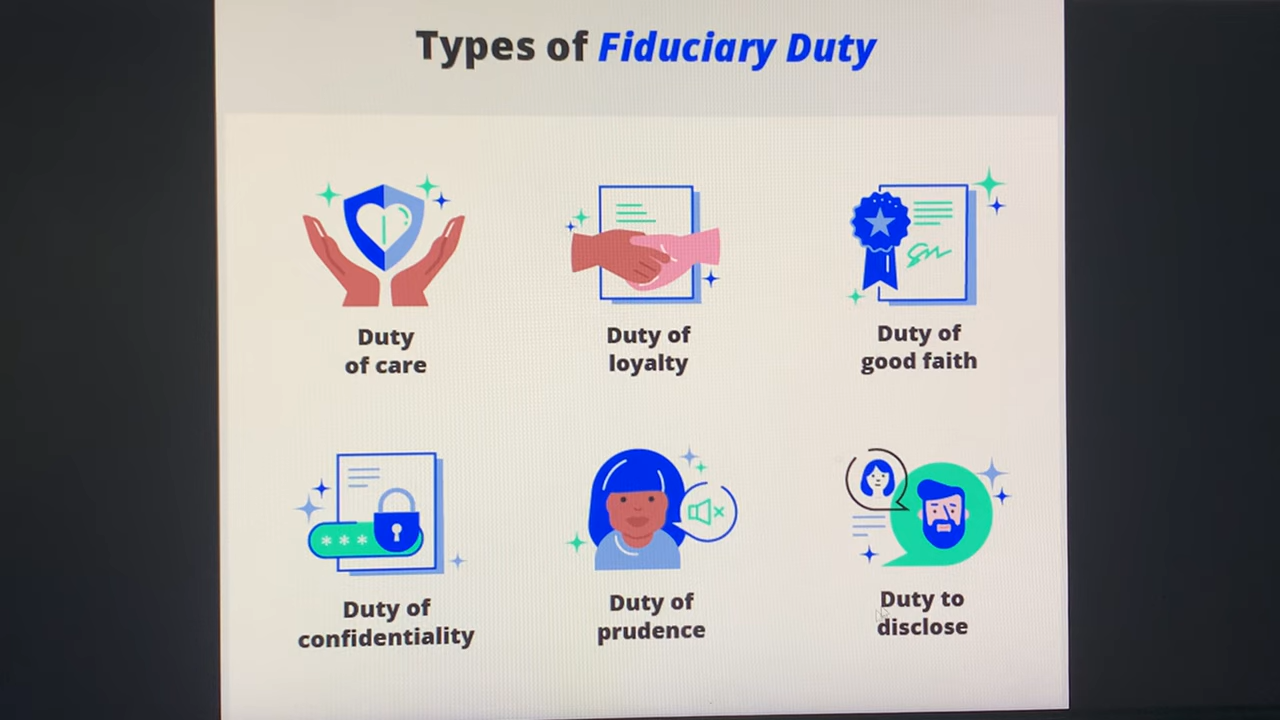 Types of Fiduciary Duty
Duty
of care
Duty of
loyalty
Duty of
good faith
Duty of
confidentiality
Duty of
prudence
Duty to
disclose